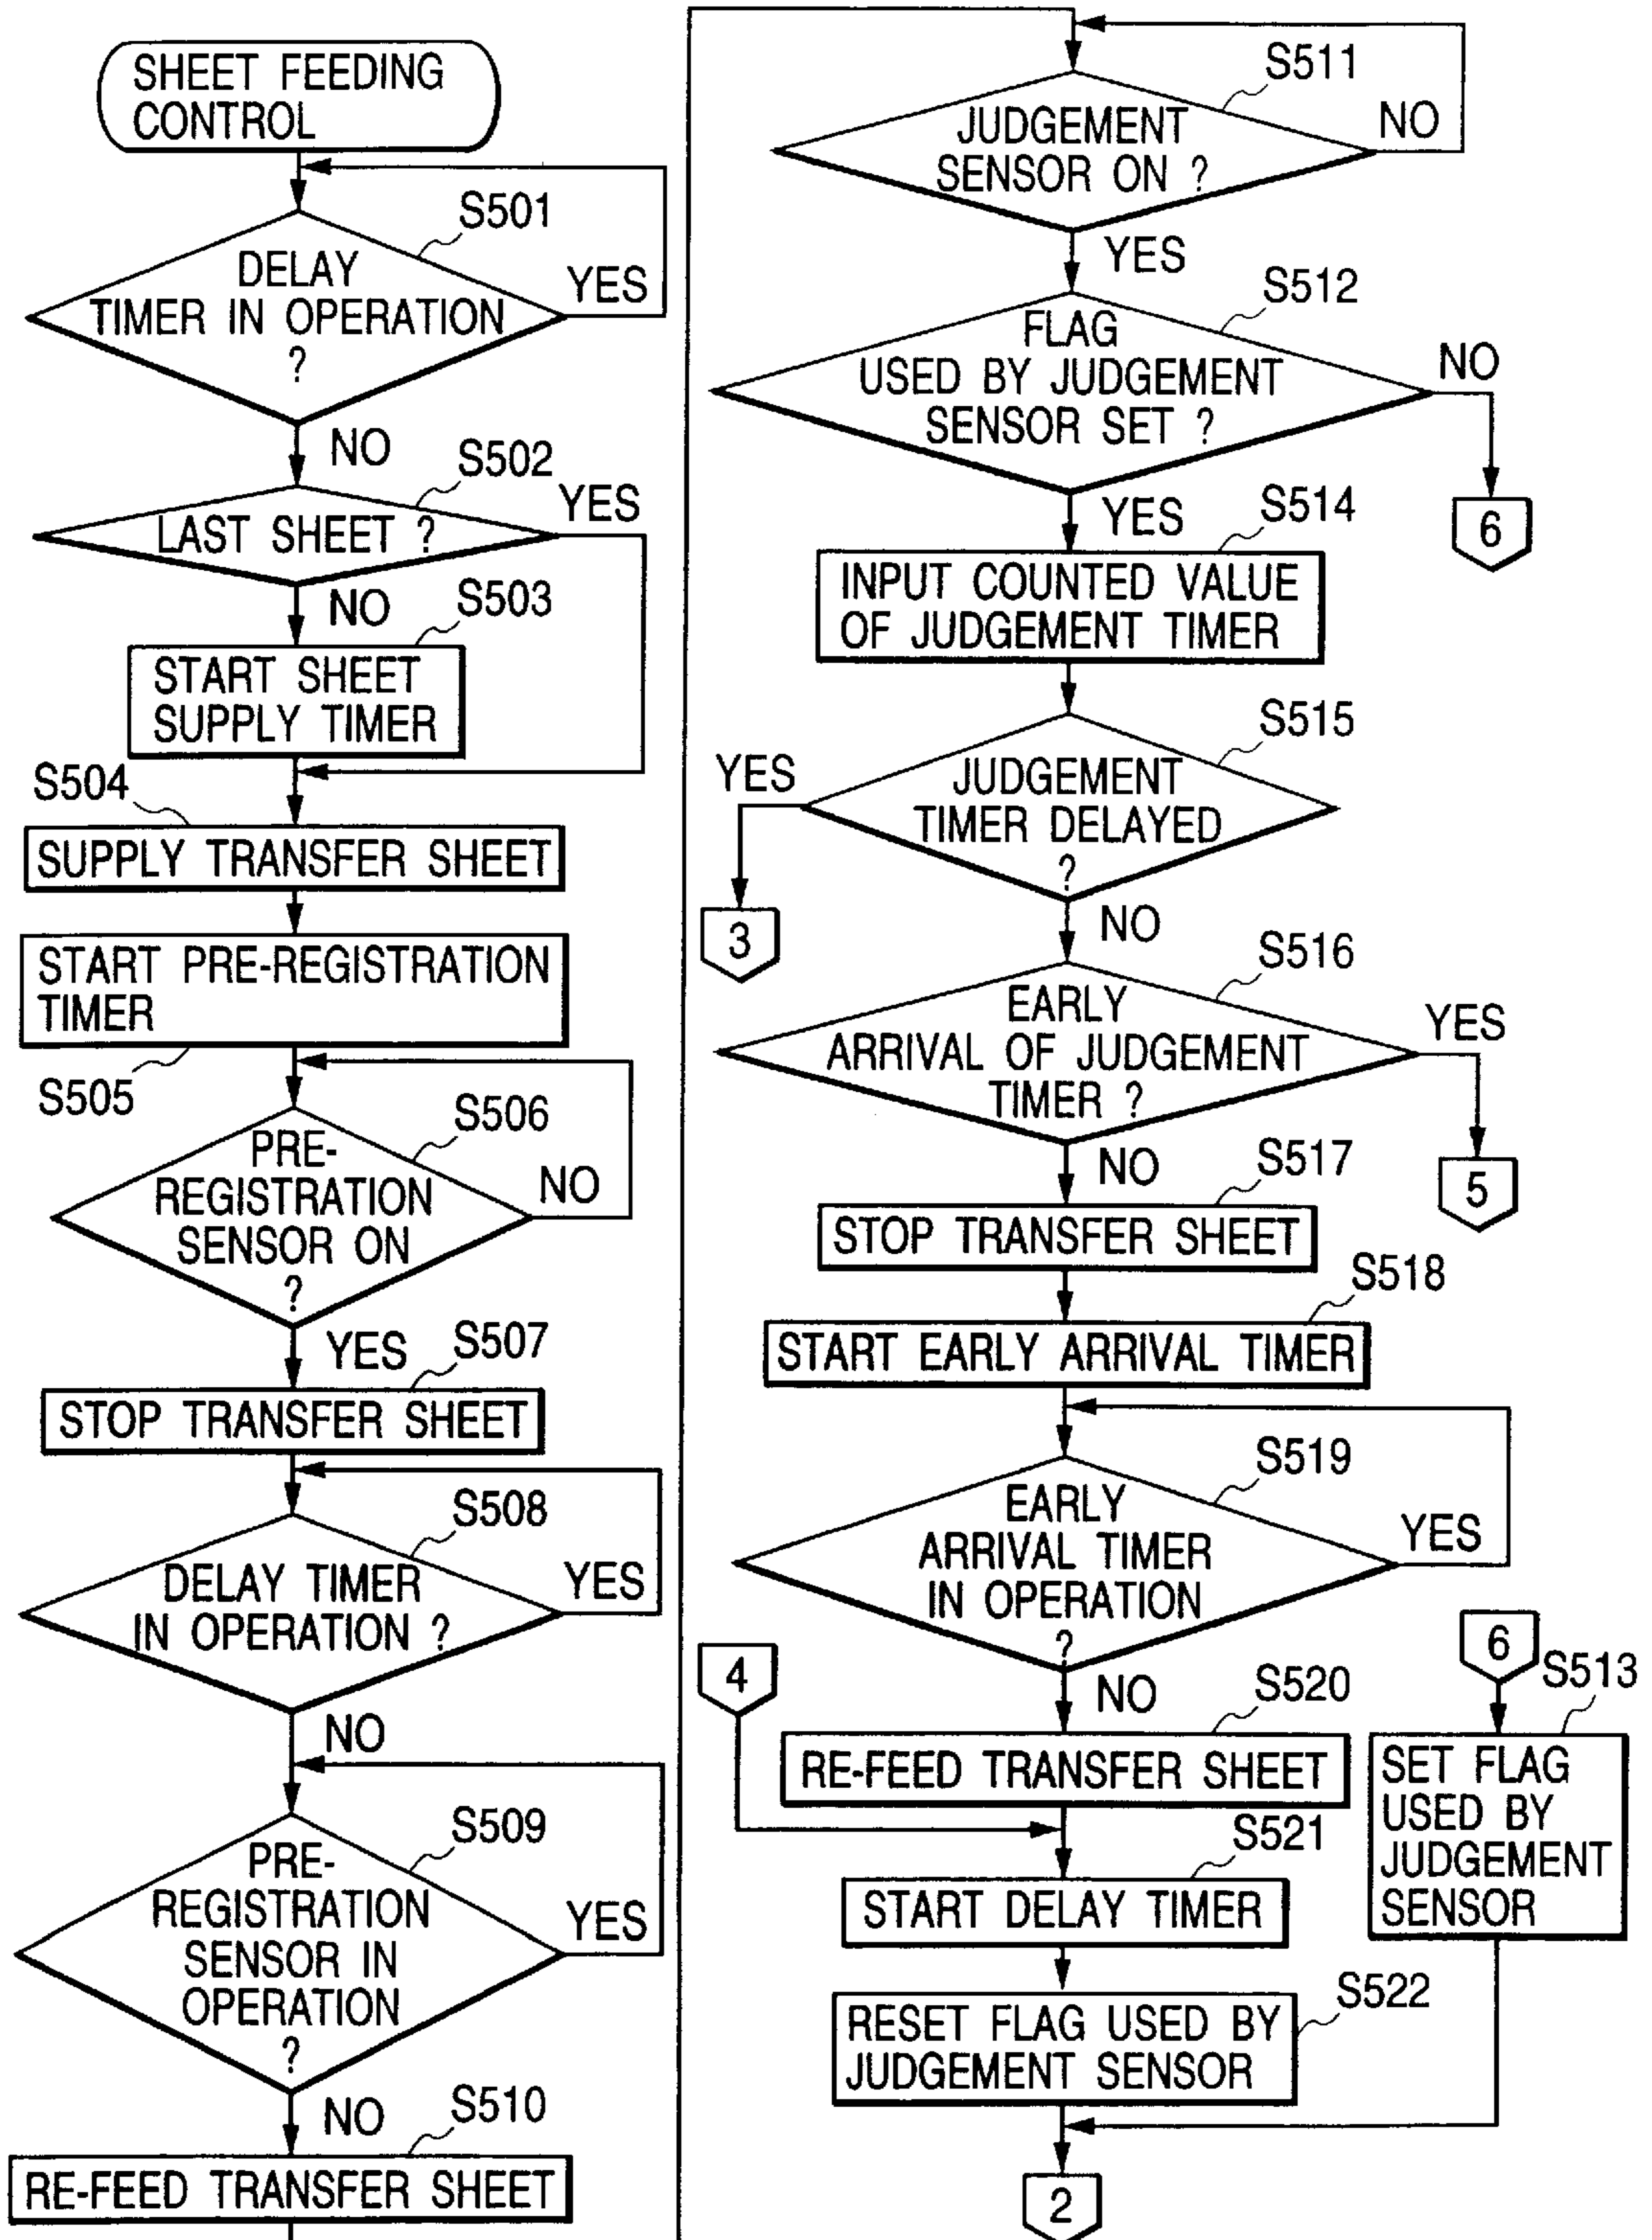 SHEET FEEDING
CONTROL
S501
DELAY
TIMER IN OPERATION
?
YES
NO
S502
LAST SHEET ?
YES
NO
S503
START SHEET
SUPPLY TIMER
S504
SUPPLY TRANSFER SHEET
START PRE-REGISTRATION
TIMER
S505
S506
PRE-
REGISTRATION
SENSOR ON
?
NO
YES
S507
STOP TRANSFER SHEET
S508
DELAY TIMER
IN OPERATION ?
YES
NO
S509
PRE-
REGISTRATION
SENSOR IN
OPERATION
?
YES
NO
S510
RE-FEED TRANSFER SHEET
S511
JUDGEMENT
SENSOR ON ?
NO
YES
S512
FLAG
USED BY JUDGEMENT
SENSOR SET ?
NO
6
YES
S514
INPUT COUNTED VALUE
OF JUDGEMENT TIMER
S515
JUDGEMENT
TIMER DELAYED
?
YES
3
NO
S516
EARLY
ARRIVAL OF JUDGEMENT
TIMER ?
YES
5
NO
S517
STOP TRANSFER SHEET
S518
START EARLY ARRIVAL TIMER
S519
EARLY
ARRIVAL TIMER
IN OPERATION
?
YES
NO
4
S520
RE-FEED TRANSFER SHEET
S521
START DELAY TIMER
S522
RESET FLAG USED BY
JUDGEMENT SENSOR
6
S513
SET FLAG
USED BY
JUDGEMENT
SENSOR
2